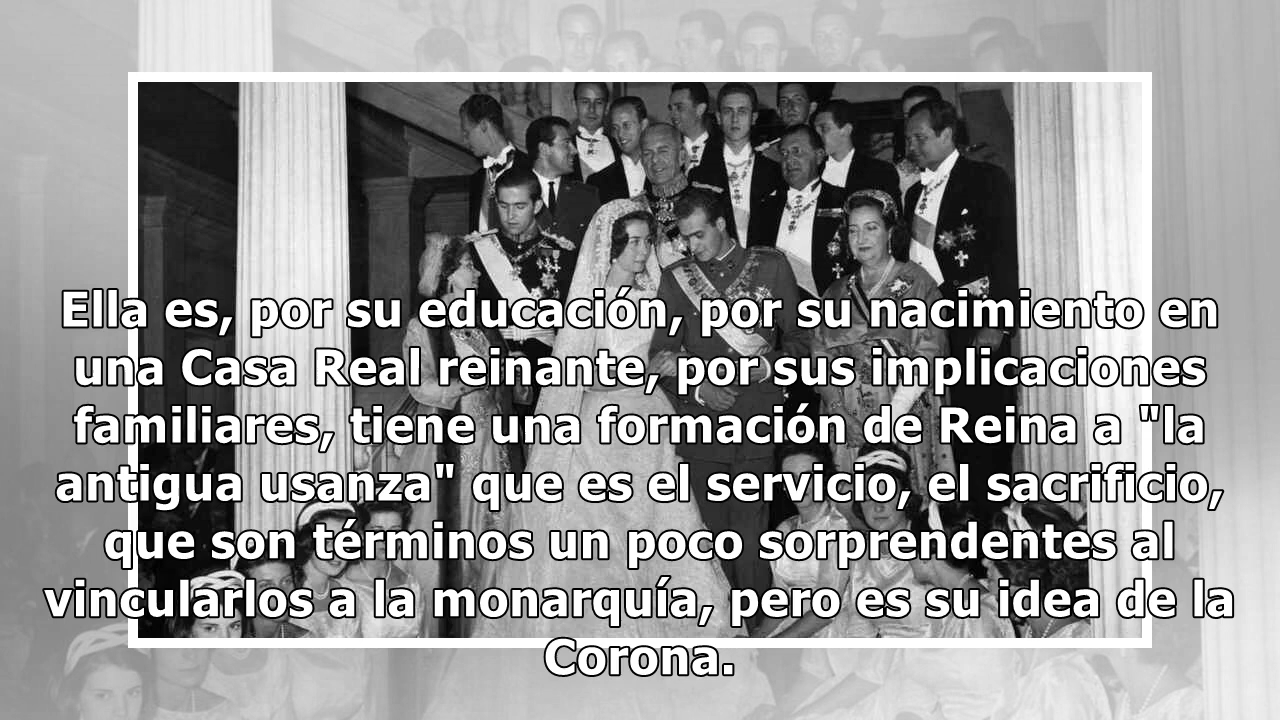 Ella es, por su educación, por su nacimiento en
una Casa Real reinante, por sus implicaciones
familiares, tiene una formación de Reina a "la
antigua usanza" que es el servicio, el sacrificio,
que son términos un poco sorprendentes al
vincularlos a la monarquía, pero es su idea de la
Corona.